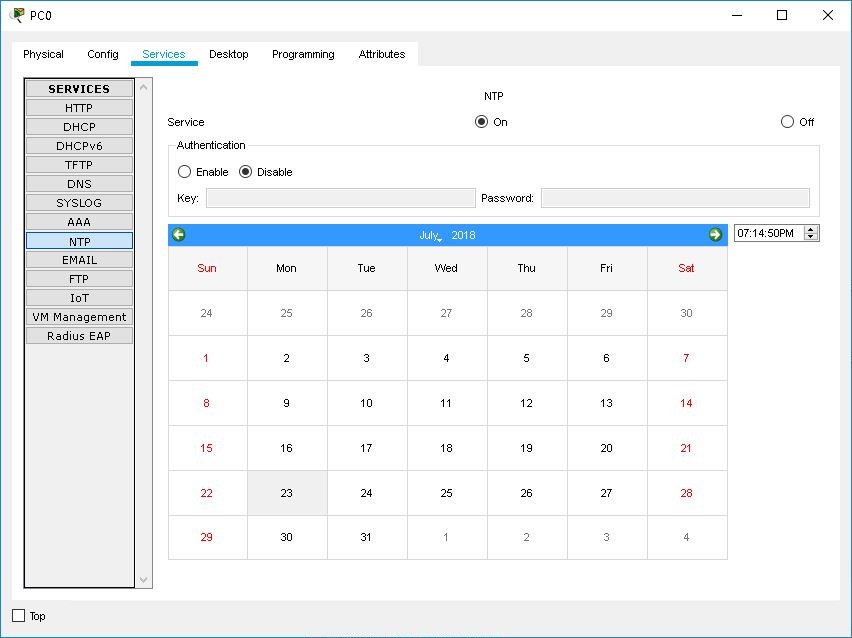 PC0
Physical Config Services Desktop Programming Attributes
SERVICES
HTTP
DHCP
DHCPv6
TFTP
DNS
SYSLOG
AAA
NTP
EMAIL
FTP
IoT
VM Management
Radius EAP
NTP
Service On Off
Authentication
Enable Disable
Key: Password:
July, 2018 07:14:50PM
Sun Mon Tue Wed Thu Fri Sat
24 25 26 27 28 29 30
1 2 3 4 5 6 7
8 9 10 11 12 13 14
15 16 17 18 19 20 21
22 23 24 25 26 27 28
29 30 31 1 2 3 4
Top